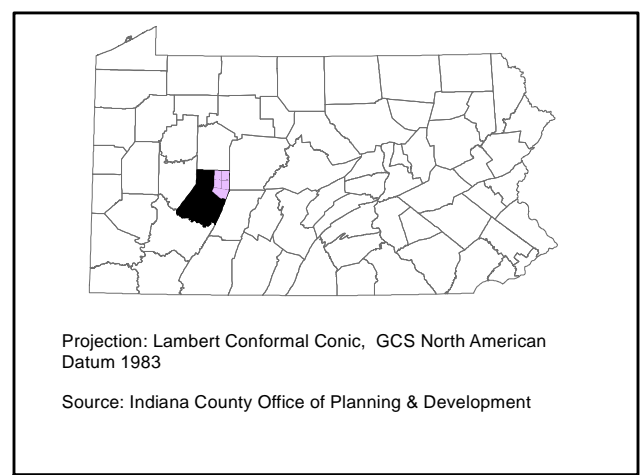 Projection: Lambert Conformal Conic,  GCS North American
Datum 1983
Source: Indiana County Office of Planning & Development